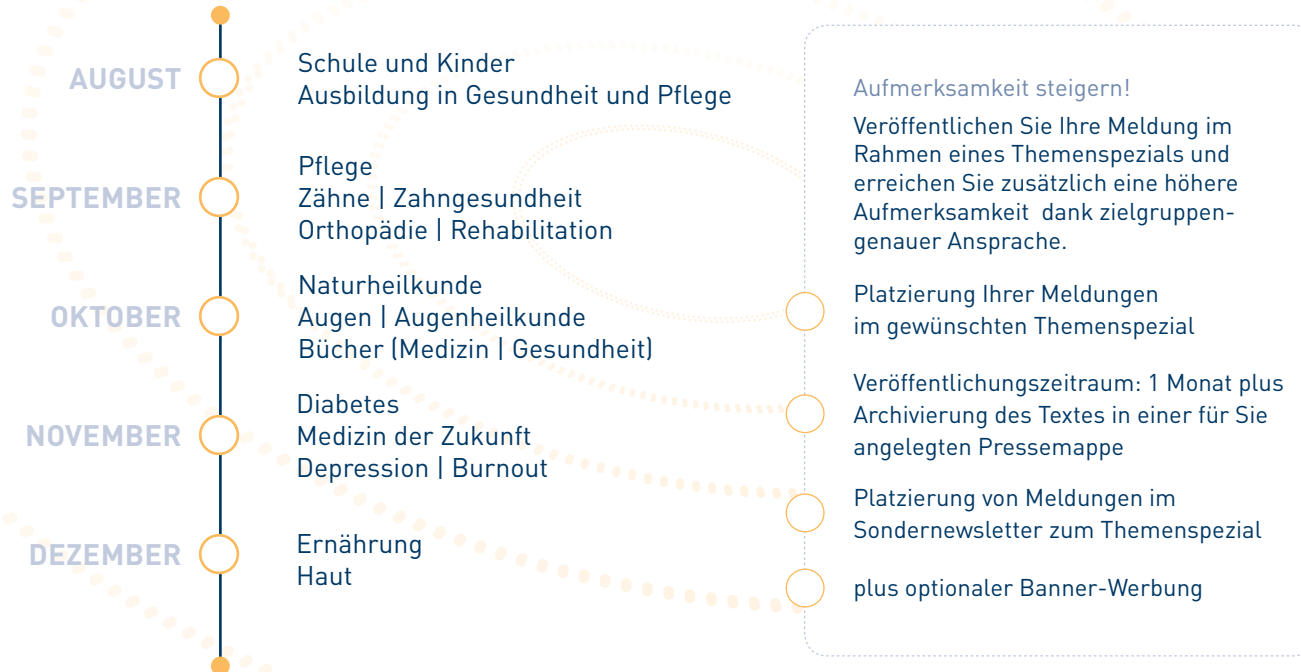 AUGUST
Schule und Kinder
Ausbildung in Gesundheit und Pflege
SEPTEMBER
Pflege
Zähne | Zahngesundheit
Orthopädie | Rehabilitation
OKTOBER
Naturheilkunde
Augen | Augenheilkunde
Bücher (Medizin | Gesundheit)
NOVEMBER
Diabetes
Medizin der Zukunft
Depression | Burnout
DEZEMBER
Ernährung
Haut
Aufmerksamkeit steigern!
Veröffentlichen Sie Ihre Meldung im
Rahmen eines Themenspezials und
erreichen Sie zusätzlich eine höhere
Aufmerksamkeit dank zielgruppen-
genauer Ansprache.
Platzierung Ihrer Meldungen
im gewünschten Themenspezial
Veröffentlichungszeitraum: 1 Monat plus
Archivierung des Textes in einer für Sie
angelegten Pressemappe
Platzierung von Meldungen im
Sondernewsletter zum Themenspezial
plus optionaler Banner-Werbung